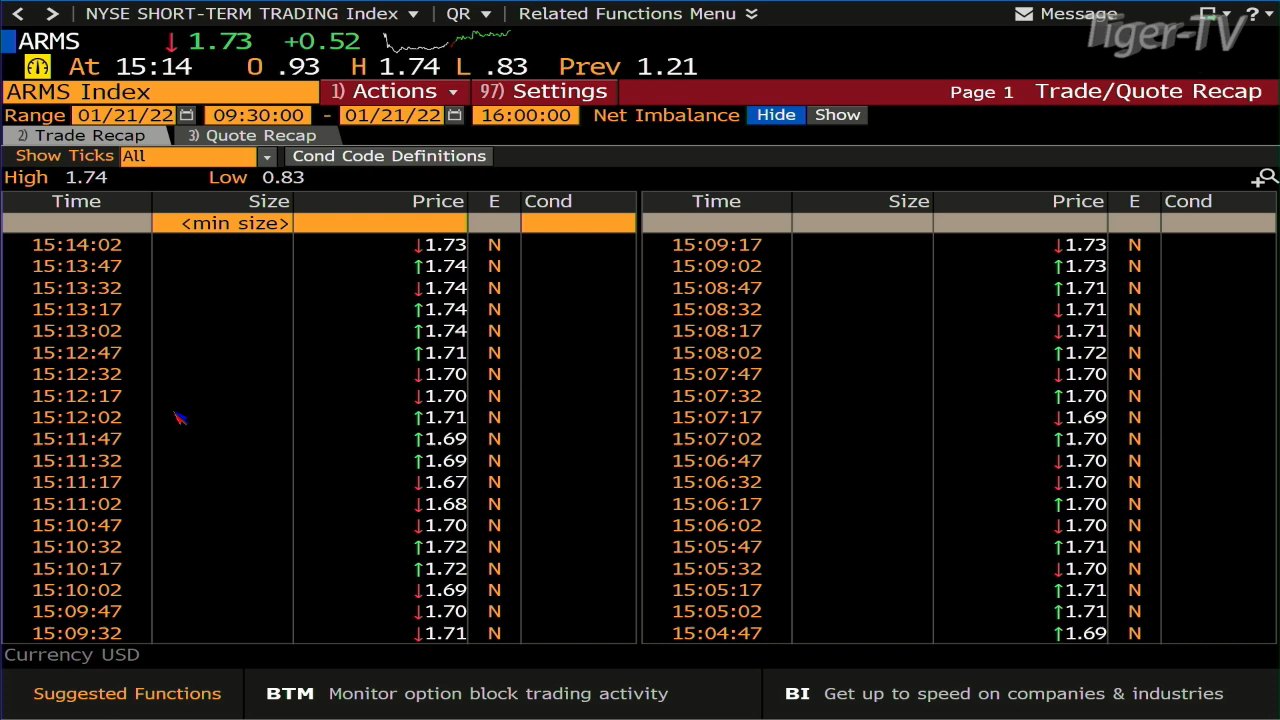 NYSE SHORT-TERM TRADING Index QR Related Functions Menu Message ?
Tiger-TV
ARMS ↓ 1.73 +0.52
At 15:14 O .93 H 1.74 L .83 Prev 1.21
ARMS Index 1) Actions 97) Settings Page 1 Trade/Quote Recap
Range 01/21/22 09:30:00 - 01/21/22 16:00:00 Net Imbalance Hide Show
2) Trade Recap 3) Quote Recap
Show Ticks All Cond Code Definitions
High 1.74 Low 0.83
Time Size Price E Cond Time Size Price E Cond
<min size>
15:14:02 ↓1.73 N 15:09:17 ↓1.73 N
15:13:47 ↑1.74 N 15:09:02 ↑1.73 N
15:13:32 ↓1.74 N 15:08:47 ↑1.71 N
15:13:17 ↑1.74 N 15:08:32 ↓1.71 N
15:13:02 ↑1.74 N 15:08:17 ↓1.71 N
15:12:47 ↑1.71 N 15:08:02 ↑1.72 N
15:12:32 ↓1.70 N 15:07:47 ↓1.70 N
15:12:17 ↓1.70 N 15:07:32 ↑1.70 N
15:12:02 ↑1.71 N 15:07:17 ↓1.69 N
15:11:47 ↑1.69 N 15:07:02 ↑1.70 N
15:11:32 ↑1.69 N 15:06:47 ↓1.70 N
15:11:17 ↓1.67 N 15:06:32 ↓1.70 N
15:11:02 ↓1.68 N 15:06:17 ↑1.70 N
15:10:47 ↓1.70 N 15:06:02 ↓1.70 N
15:10:32 ↑1.72 N 15:05:47 ↑1.71 N
15:10:17 ↑1.72 N 15:05:32 ↓1.70 N
15:10:02 ↓1.69 N 15:05:17 ↑1.71 N
15:09:47 ↓1.70 N 15:05:02 ↑1.71 N
15:09:32 ↓1.71 N 15:04:47 ↑1.69 N
Currency USD
Suggested Functions BTM Monitor option block trading activity BI Get up to speed on companies & industries